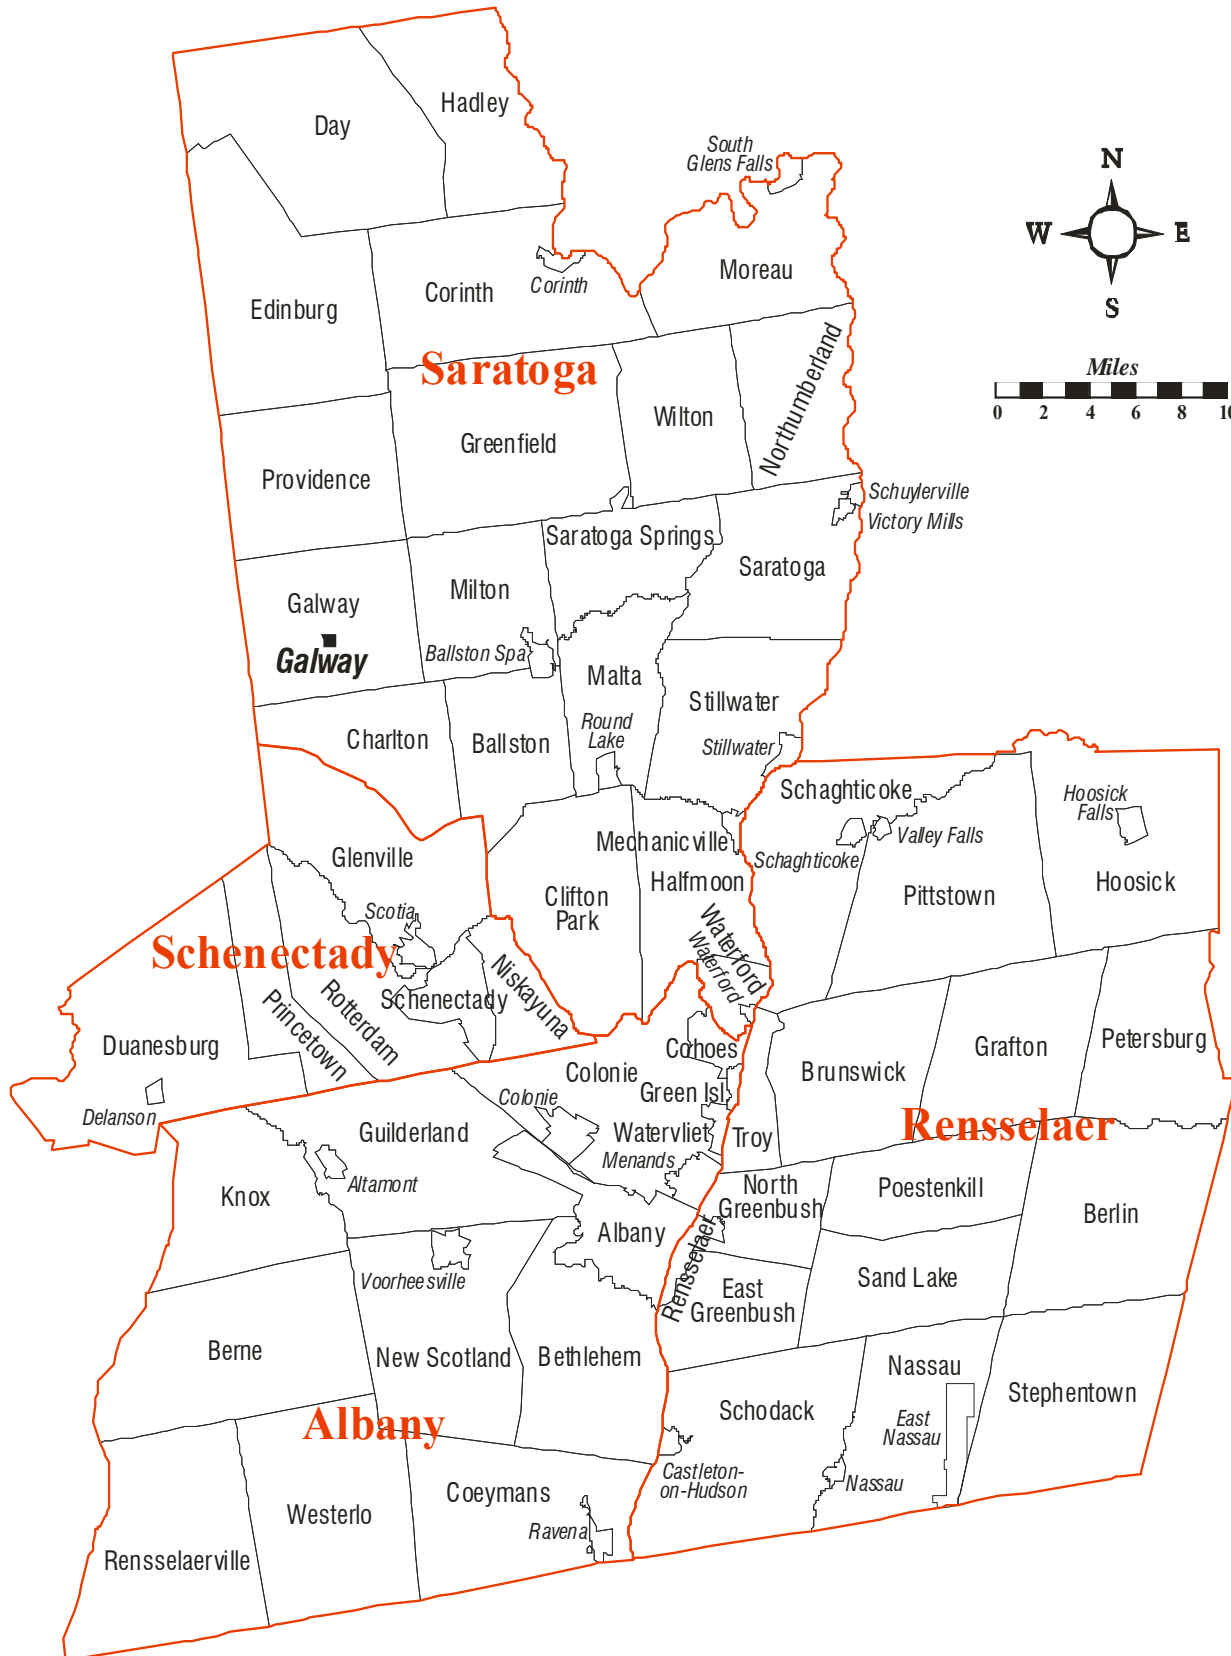 Hadley
Day
South
Glens Falls
N
W
E
S
Moreau
Corinth
Corinth
Edinburg
Saratoga
Northumberland
Miles
0 2 4 6 8
Wilton
Greenfield
Providence
Schuylerville
Victory Mills
Saratoga Springs
Saratoga
Milton
Galway
Galway
Ballston Spa
Malta
Stillwater
Round
Lake
Stillwater
Charlton
Ballston
Schaghticoke
Hoosick
Falls
Valley Falls
Schaghticoke
Mechanicville
Glenville
Halfmoon
Hoosick
Pittstown
Clifton
Park
Scotia
Waterford
Waterford
Schenectady
Schenectady
Niskayuna
Rotterdam
Princetown
Duanesburg
Delanson
Cohoes
Colonie
Green Isl.
Colonie
Watervliet
Menands
Troy
Brunswick
Grafton
Petersburg
Rensselaer
Guilderland
Altamont
Knox
North
Greenbush
Poestenkill
Berlin
Albany
Rensselaer
Voorheesville
Sand Lake
East
Greenbush
Berne
New Scotland
Bethlehem
Nassau
Stephentown
Schodack
East
Nassau
Albany
Castleton-
on-Hudson
Nassau
Coeymans
Westerlo
Ravena
Rensselaerville